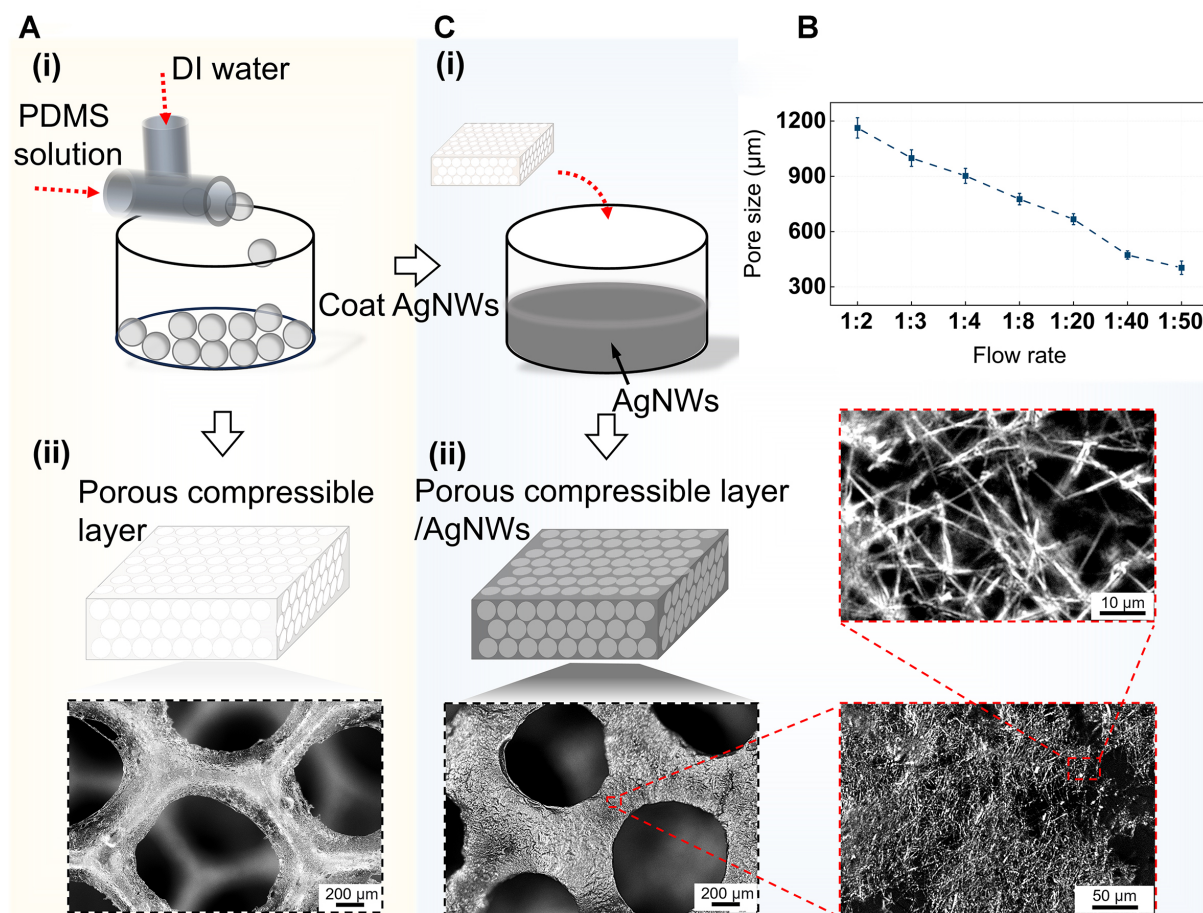 A
(i)
DI water
PDMS
solution
(ii)
Porous compressible
layer
200 µm
C
(i)
Coat AgNWs
AgNWs
(ii)
Porous compressible layer
/AgNWs
200 µm
50 µm
10 µm
B
Pore size (µm)
1200
900
600
300
1:2 1:3 1:4 1:8 1:20 1:40 1:50
Flow rate